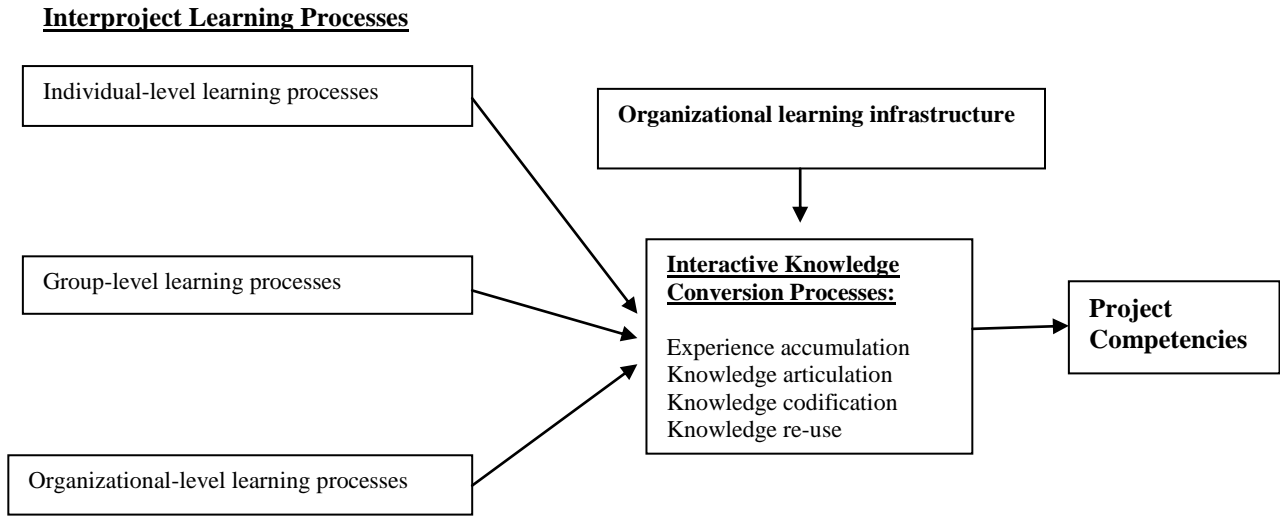 Interproject Learning Processes
Individual-level learning processes
Organizational learning infrastructure
Group-level learning processes
Interactive Knowledge
Conversion Processes:
Experience accumulation
Knowledge articulation
Knowledge codification
Knowledge re-use
Project
Competencies
Organizational-level learning processes